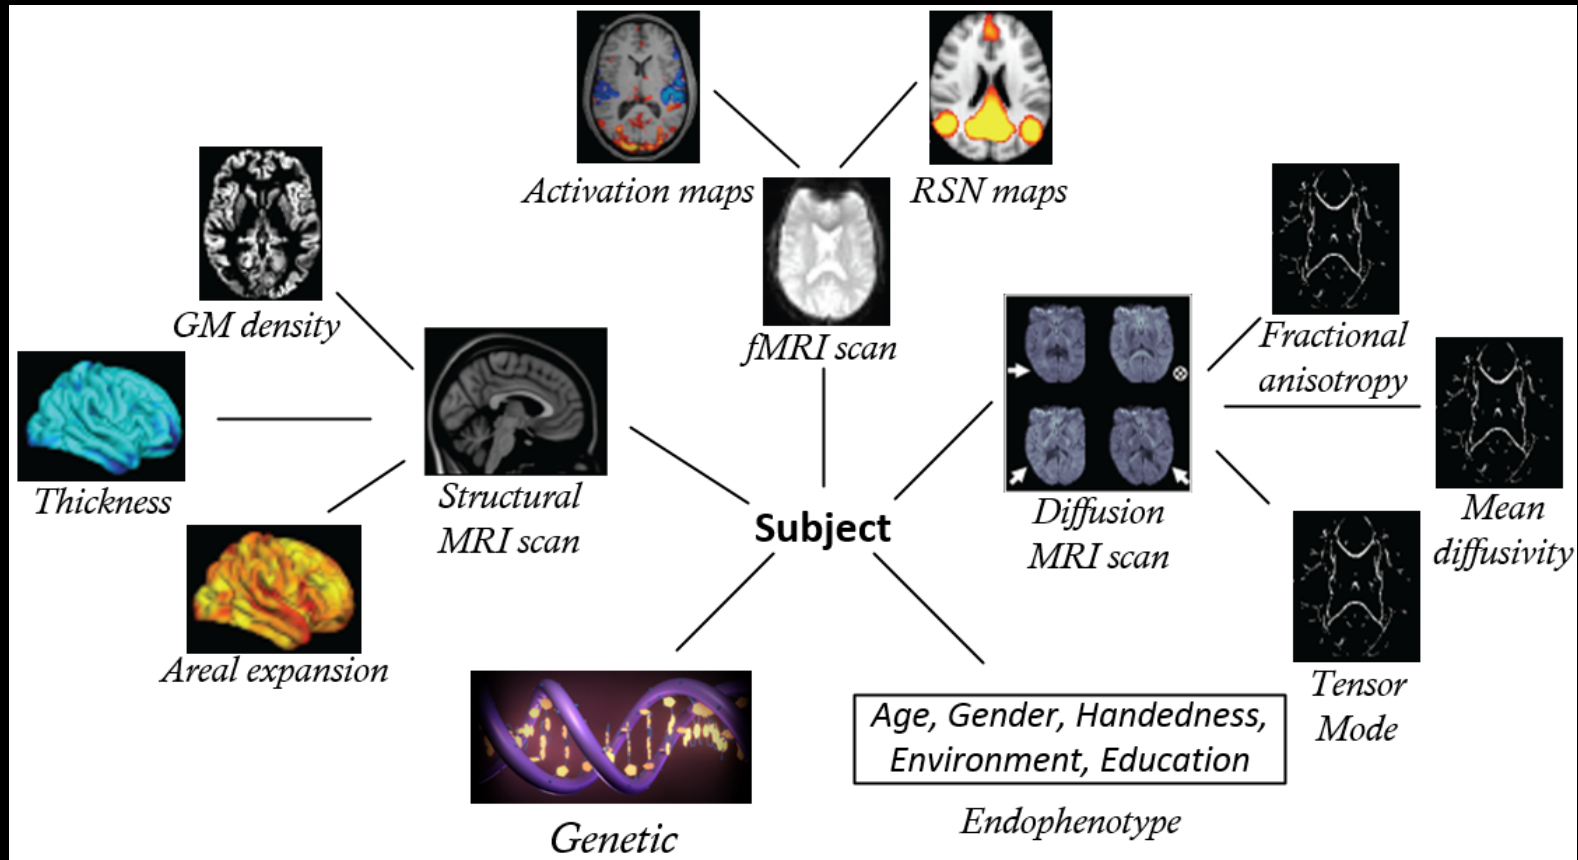 Activation maps
RSN maps
GM density
fMRI scan
Fractional
anisotropy
Thickness
Structural
MRI scan
Subject
Diffusion
MRI scan
Mean
diffusivity
Areal expansion
Tensor
Mode
Age, Gender, Handedness,
Environment, Education
Genetic
Endophenotype